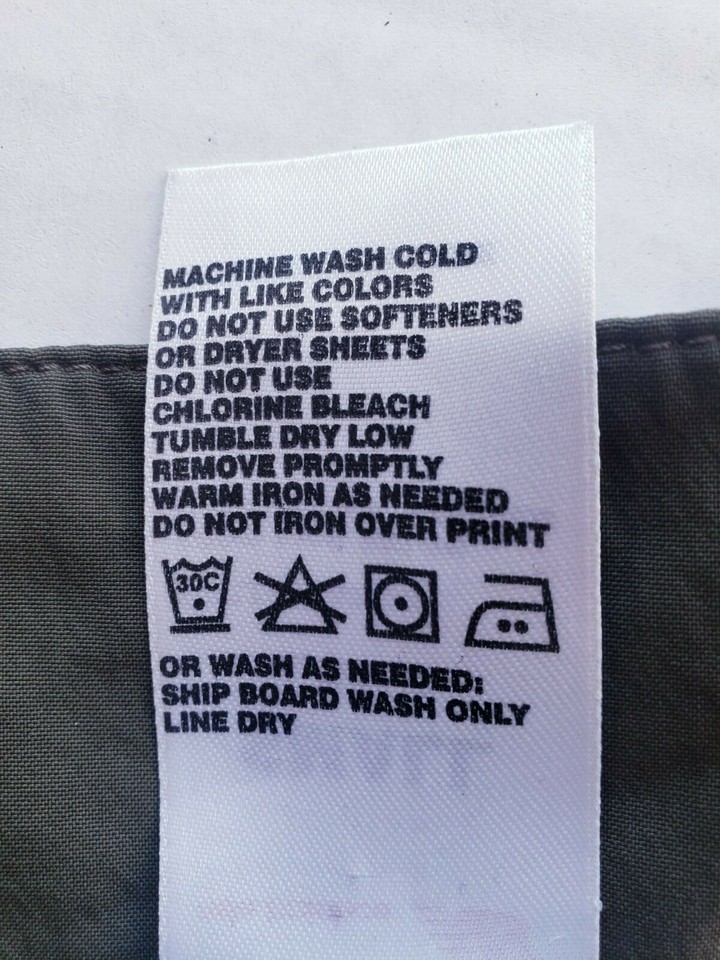 MACHINE WASH COLD
WITH LIKE COLORS
DO NOT USE SOFTENERS
OR DRYER SHEETS
DO NOT USE
CHLORINE BLEACH
TUMBLE DRY LOW
REMOVE PROMPTLY
WARM IRON AS NEEDED
DO NOT IRON OVER PRINT
30C
OR WASH AS NEEDED:
SHIP BOARD WASH ONLY
LINE DRY